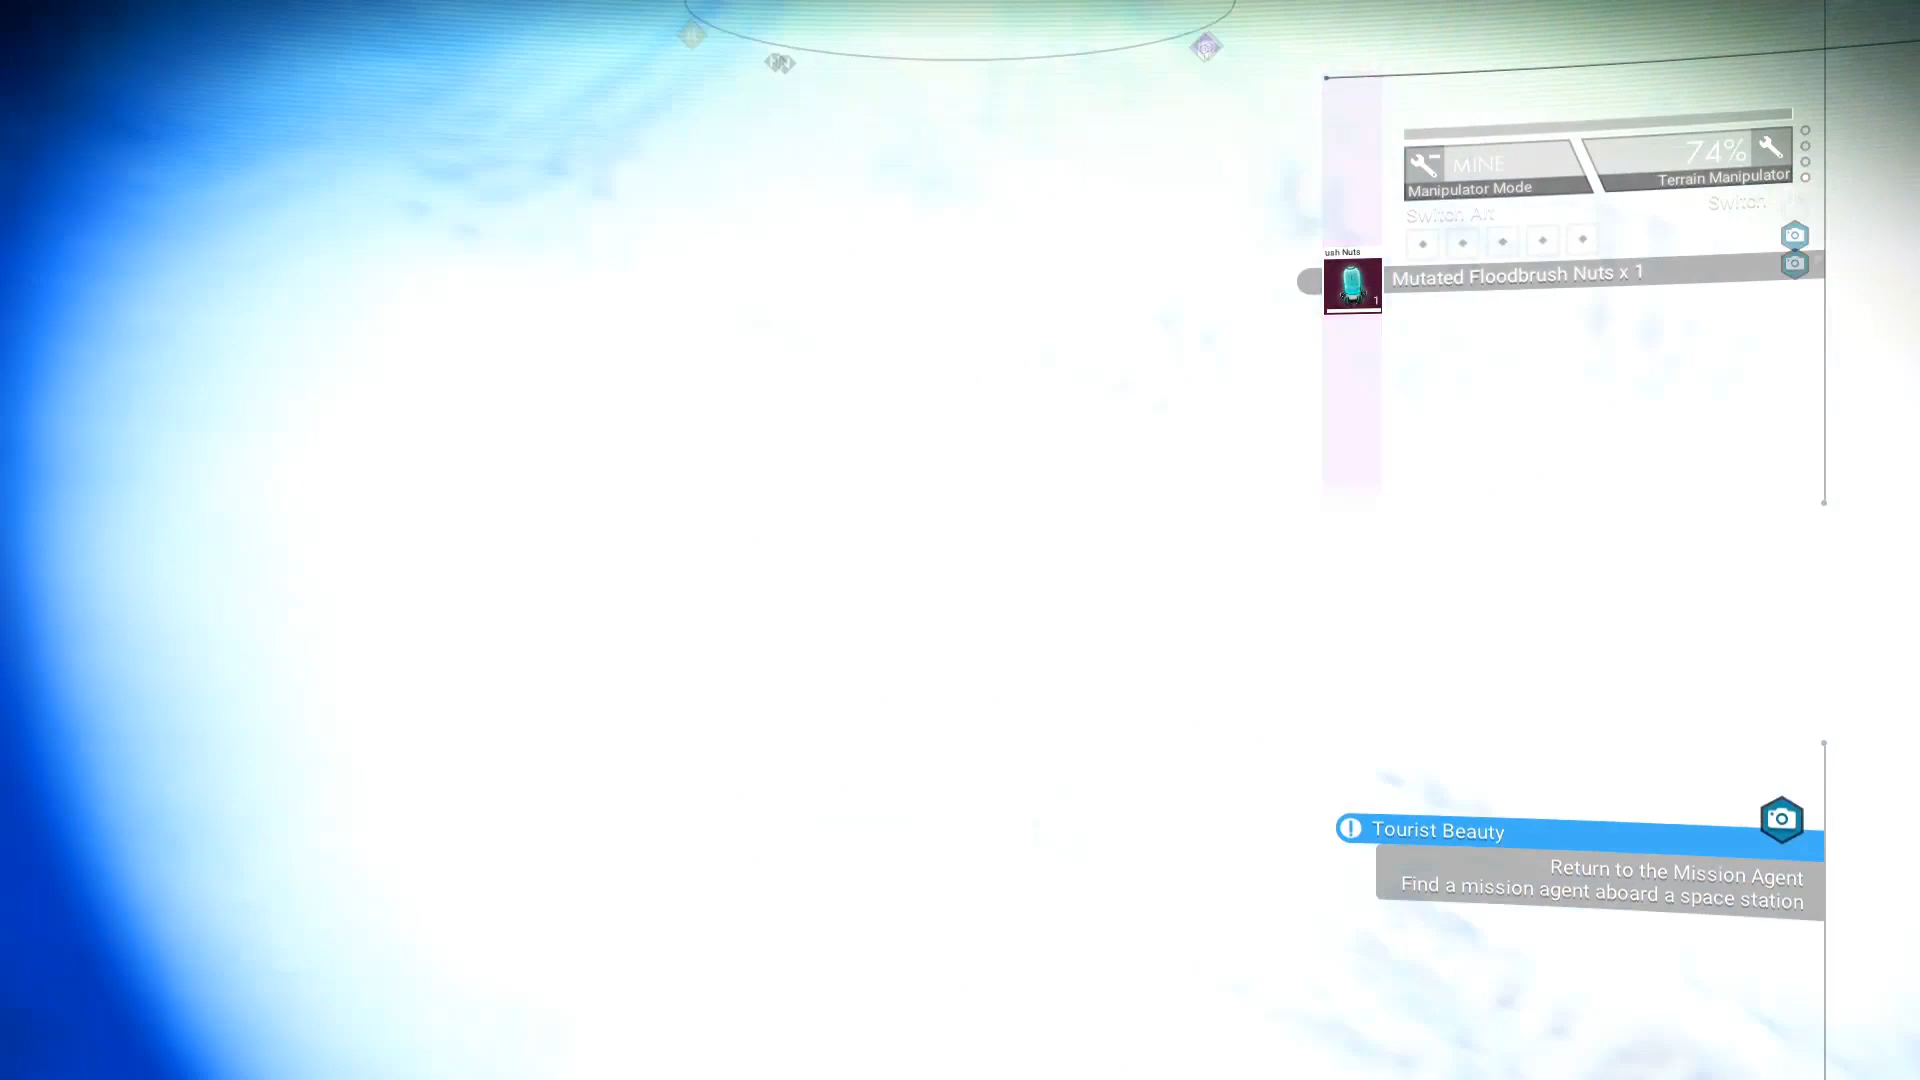 MINE
74%
Manipulator Mode
Terrain Manipulator
Switch Alt
Switch
ush Nuts
1
Mutated Floodbrush Nuts x 1
Tourist Beauty
Return to the Mission Agent
Find a mission agent aboard a space station